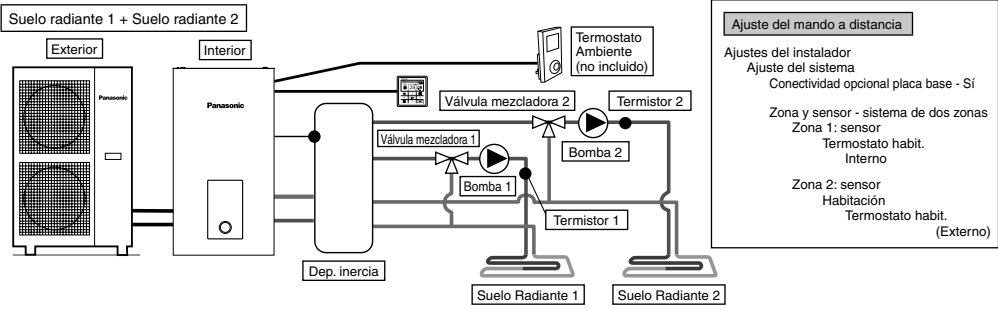 Suelo radiante 1 + Suelo radiante 2
Exterior
Interior
Panasonic
Panasonic
Termostato
Ambiente
(no incluido)
Válvula mezcladora 2
Termistor 2
Válvula mezcladora 1
Bomba 2
Bomba 1
Termistor 1
Dep. inercia
Suelo Radiante 1
Suelo Radiante 2
Ajuste del mando a distancia
Ajustes del instalador
Ajuste del sistema
Conectividad opcional placa base - Sí
Zona y sensor - sistema de dos zonas
Zona 1: sensor
Termostato habit.
Interno
Zona 2: sensor
Habitación
Termostato habit.
(Externo)